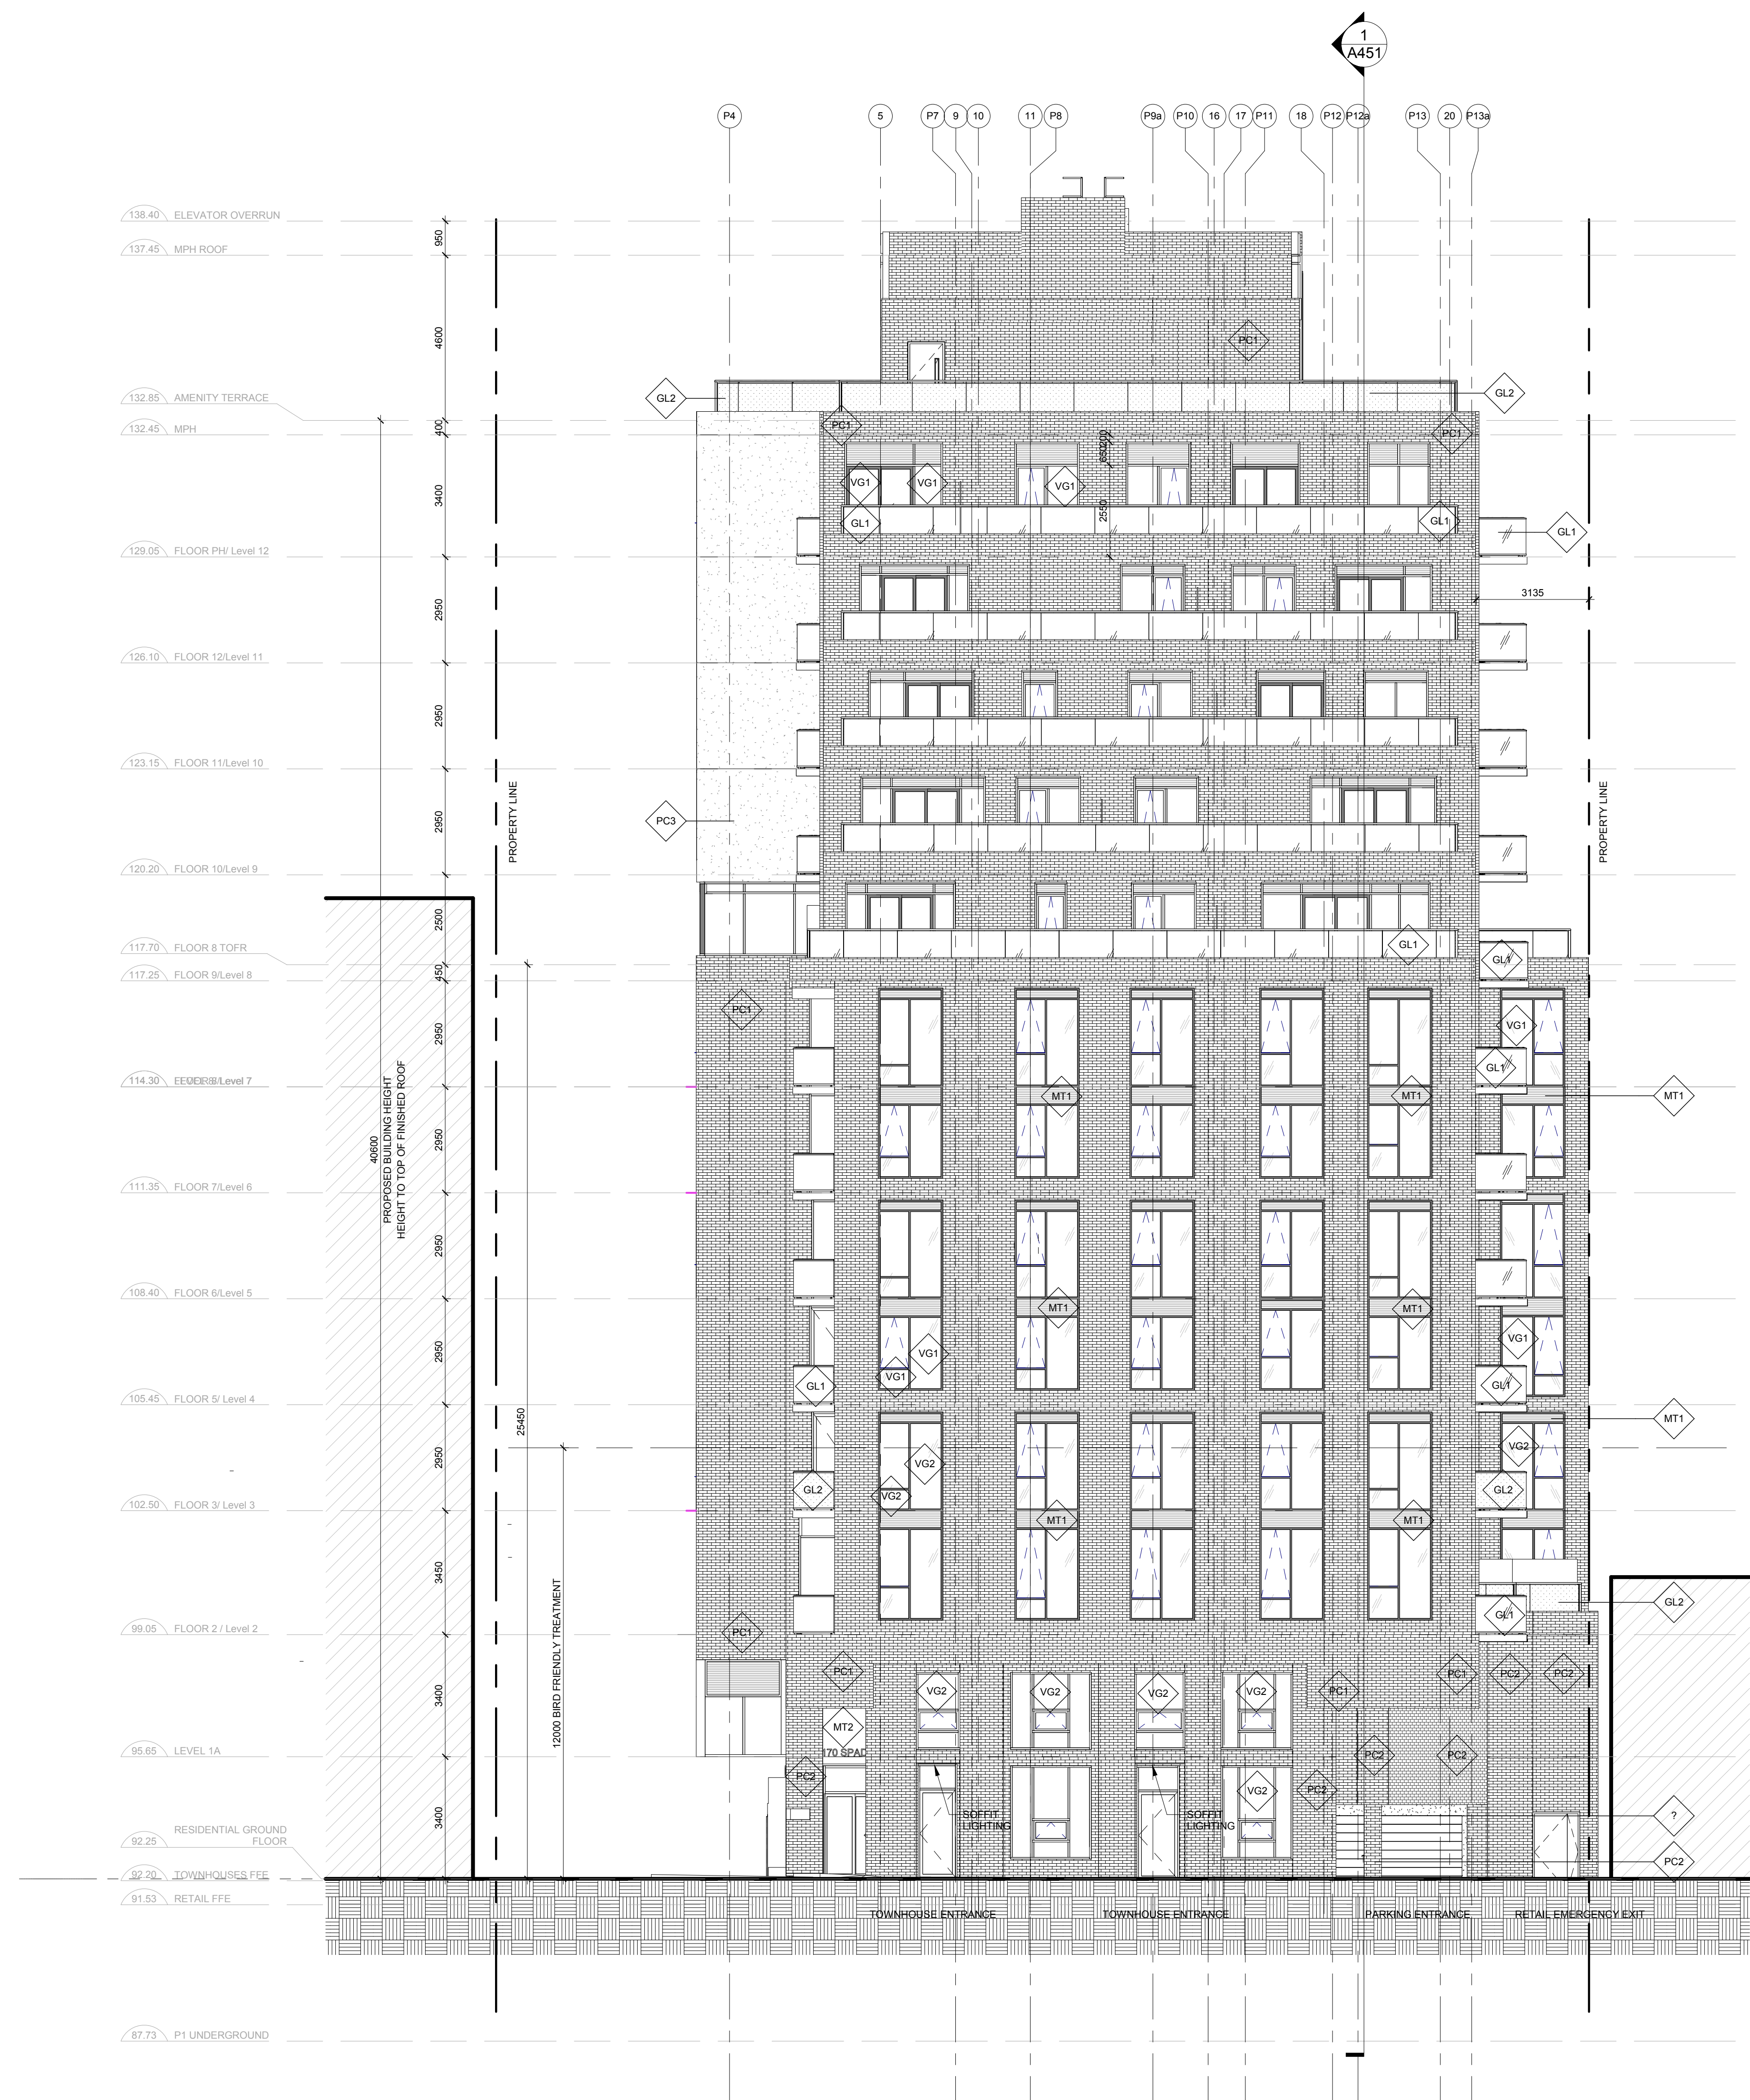 1
A451
P4
5
P7
9
10
11
P8
P9a
P10
16
17
P11
18
P12
P12a
P13
20
P13a
138.40 ELEVATOR OVERRUN
950
137.45 MPH ROOF
4600
PC1
132.85 AMENITY TERRACE
GL2
GL2
400
132.45 MPH
PC1
PC1
650
200
3400
VG1
VG1
VG1
2550
GL1
GL1
GL1
129.05 FLOOR PH/ Level 12
2950
3135
126.10 FLOOR 12/Level 11
2950
123.15 FLOOR 11/Level 10
PROPERTY LINE
PROPERTY LINE
2950
PC3
120.20 FLOOR 10/Level 9
2500
117.70 FLOOR 8 TOFR
GL1
GL1
450
117.25 FLOOR 9/Level 8
PC1
VG1
2950
GL1
114.30
MT1
MT1
MT1
40600
PROPOSED BUILDING HEIGHT
HEIGHT TO TOP OF FINISHED ROOF
2950
111.35 FLOOR 7/Level 6
2950
108.40 FLOOR 6/Level 5
MT1
MT1
VG1
VG1
VG1
2950
GL1
GL1
105.45 FLOOR 5/ Level 4
25450
MT1
VG2
VG2
2950
GL2
VG2
GL2
102.50 FLOOR 3/ Level 3
MT1
MT1
3450
12000 BIRD FRIENDLY TREATMENT
GL2
GL1
99.05 FLOOR 2 / Level 2
PC1
PC1
PC1
PC2
PC2
3400
VG2
VG2
VG2
VG2
PC1
MT2
170 SPAD
95.65 LEVEL 1A
PC2
PC2
PC2
VG2
PC2
3400
SOFFIT
LIGHTING
SOFFIT
LIGHTING
?
RESIDENTIAL GROUND
92.25 FLOOR
PC2
92.20 TOWNHOUSES FFE
91.53 RETAIL FFE
TOWNHOUSE ENTRANCE
TOWNHOUSE ENTRANCE
PARKING ENTRANCE
RETAIL EMERGENCY EXIT
87.73 P1 UNDERGROUND